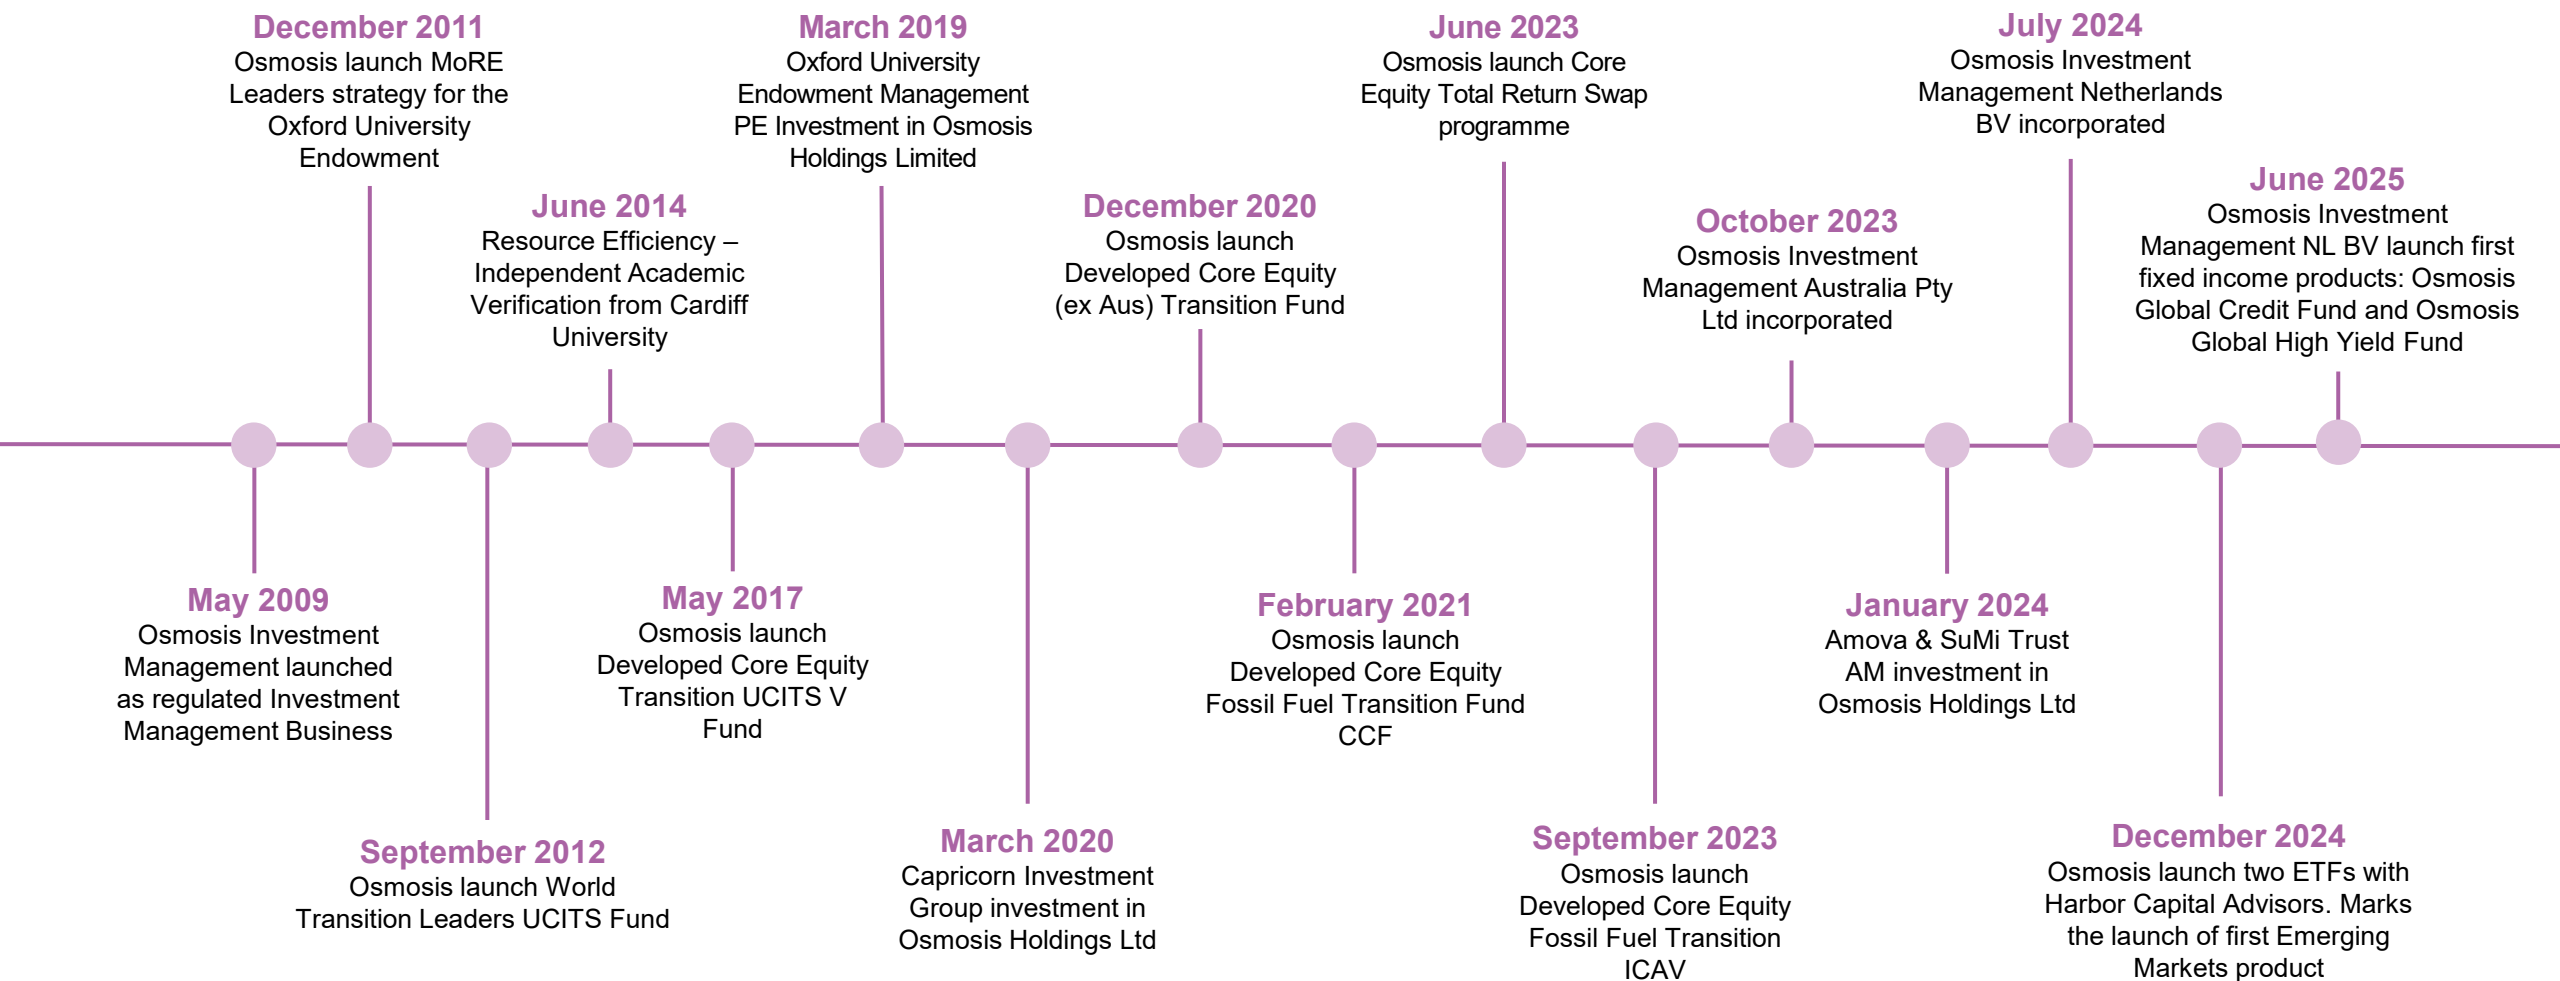 December 2011
Osmosis launch MoRE
Leaders strategy for the
Oxford University
Endowment
March 2019
Oxford University
Endowment Management
PE Investment in Osmosis
Holdings Limited
June 2023
Osmosis launch Core
Equity Total Return Swap
programme
July 2024
Osmosis Investment
Management Netherlands
BV incorporated
June 2014
Resource Efficiency –
Independent Academic
Verification from Cardiff
University
December 2020
Osmosis launch
Developed Core Equity
(ex Aus) Transition Fund
October 2023
Osmosis Investment
Management Australia Pty
Ltd incorporated
June 2025
Osmosis Investment
Management NL BV launch first
fixed income products: Osmosis
Global Credit Fund and Osmosis
Global High Yield Fund
May 2009
Osmosis Investment
Management launched
as regulated Investment
Management Business
May 2017
Osmosis launch
Developed Core Equity
Transition UCITS V
Fund
February 2021
Osmosis launch
Developed Core Equity
Fossil Fuel Transition Fund
CCF
January 2024
Amova & SuMi Trust
AM investment in
Osmosis Holdings Ltd
September 2012
Osmosis launch World
Transition Leaders UCITS Fund
March 2020
Capricorn Investment
Group investment in
Osmosis Holdings Ltd
September 2023
Osmosis launch
Developed Core Equity
Fossil Fuel Transition
ICAV
December 2024
Osmosis launch two ETFs with
Harbor Capital Advisors. Marks
the launch of first Emerging
Markets product